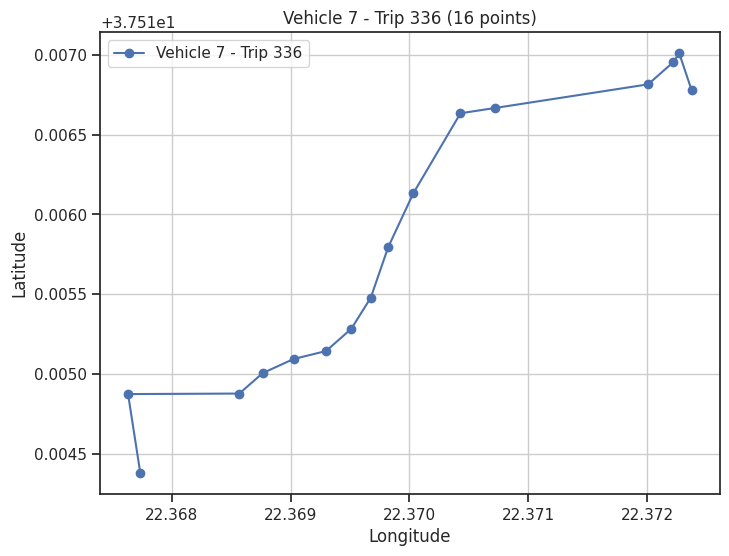 Vehicle 7 - Trip 336 (16 points)
+3.751e1
Vehicle 7 - Trip 336
0.0070
0.0065
0.0060
0.0055
0.0050
0.0045
Latitude
22.368 22.369 22.370 22.371 22.372
Longitude